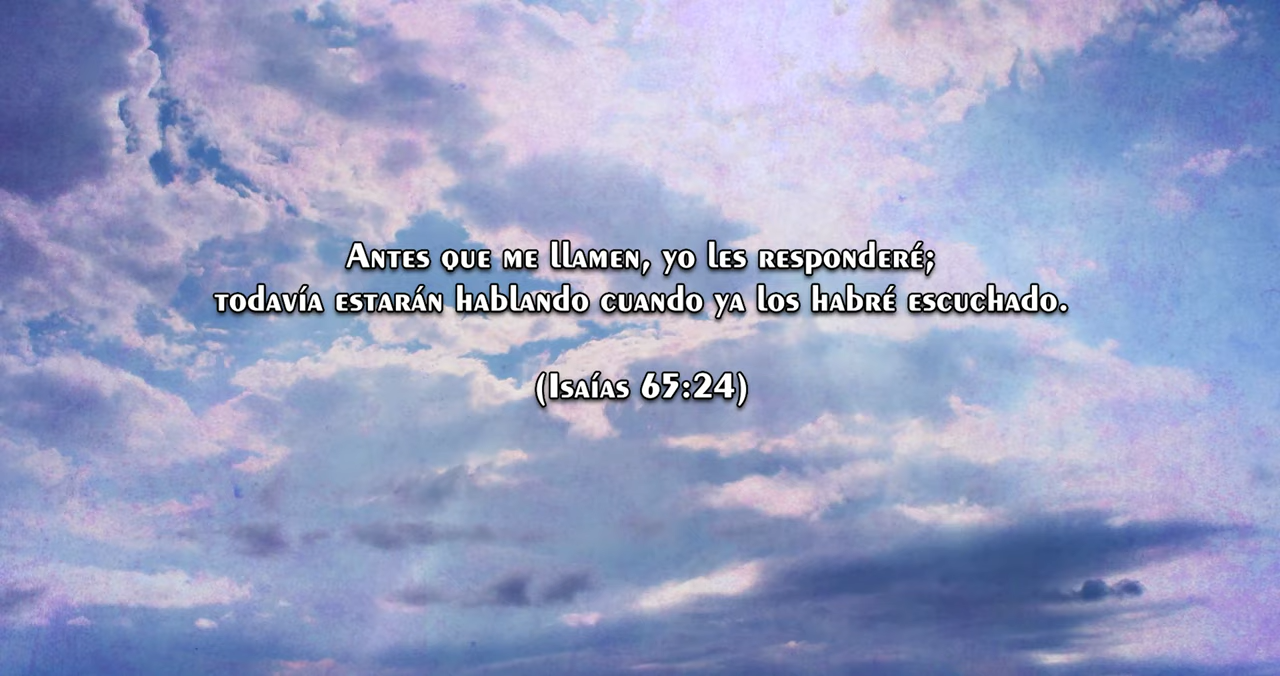 Antes que me llamen, yo les responderé;
todavía estarán hablando cuando ya los habré escuchado.
(Isaías 65:24)